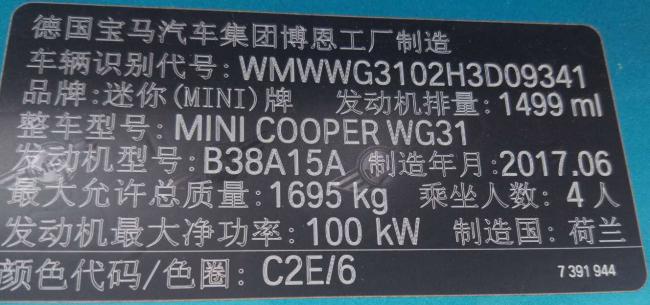 德国宝马汽车集团博恩工厂制造
车辆识别代号: WMWWG3102H3D09341
品牌: 迷你(MINI)牌 发动机排量: 1499 ml
整车型号: MINI COOPER WG31
发动机型号: B38A15A 制造年月: 2017.06
最大允许总质量: 1695 kg 乘坐人数: 4 人
发动机最大净功率: 100 kW 制造国: 荷兰
颜色代码/色圈: C2E/6 7 391 944